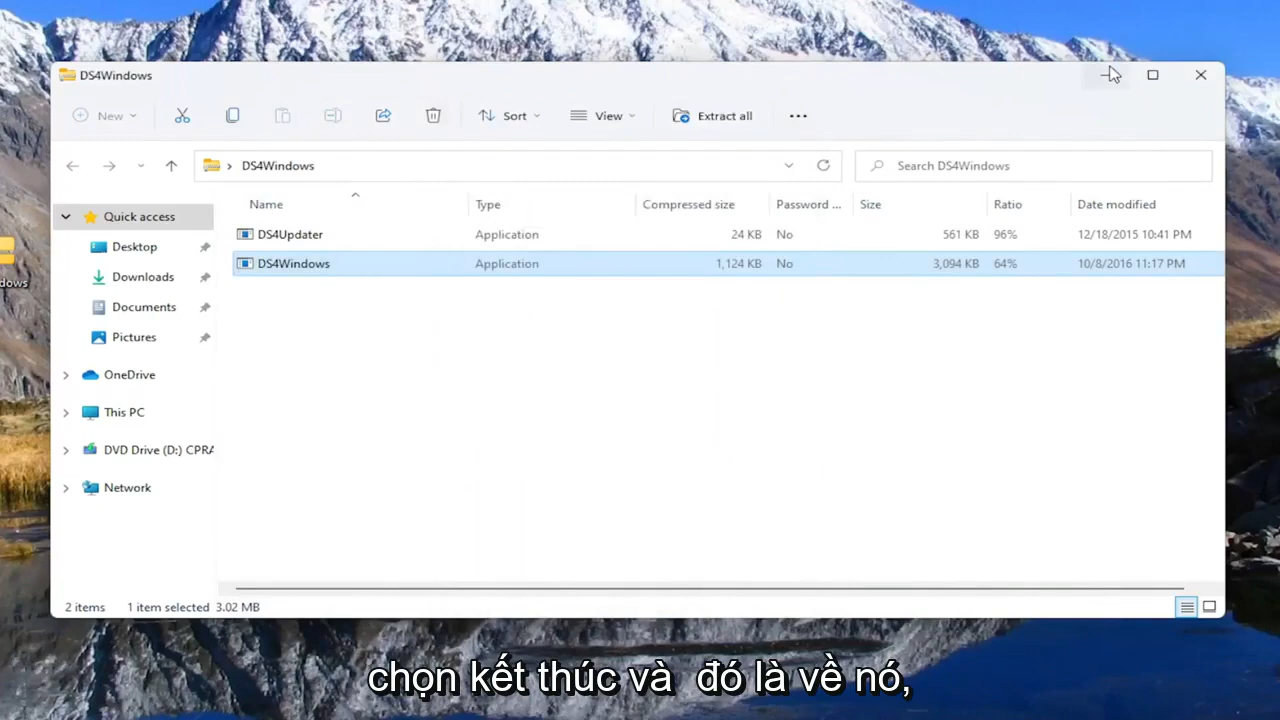 DS4Windows
New
Sort
View
Extract all
DS4Windows
Search DS4Windows
Name Type Compressed size Password ... Size Ratio Date modified
Quick access
DS4Updater Application 24 KB No 561 KB 96% 12/18/2015 10:41 PM
Desktop
DS4Windows Application 1,124 KB No 3,094 KB 64% 10/8/2016 11:17 PM
Downloads
dows
Documents
Pictures
OneDrive
This PC
DVD Drive (D:) CPRA
Network
2 items 1 item selected 3.02 MB
chọn kết thúc và đó là về nó,